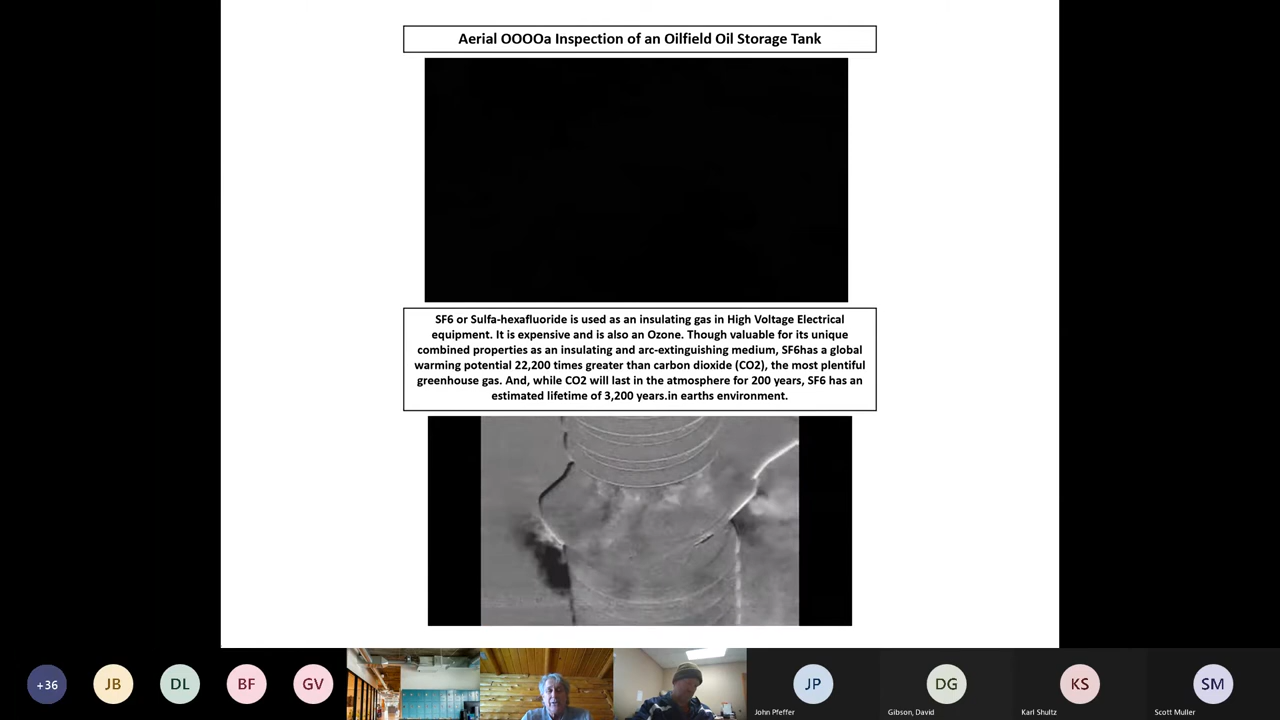 Aerial OOOOa Inspection of an Oilfield Oil Storage Tank
SF6 or Sulfa-hexafluoride is used as an insulating gas in High Voltage Electrical
equipment. It is expensive and is also an Ozone. Though valuable for its unique
combined properties as an insulating and arc-extinguishing medium, SF6has a global
warming potential 22,200 times greater than carbon dioxide (CO2), the most plentiful
greenhouse gas. And, while CO2 will last in the atmosphere for 200 years, SF6 has an
estimated lifetime of 3,200 years.in earths environment.
+36
JB
DL
BF
GV
JP
DG
KS
SM
John Pfeffer
Gibson, David
Karl Shultz
Scott Muller